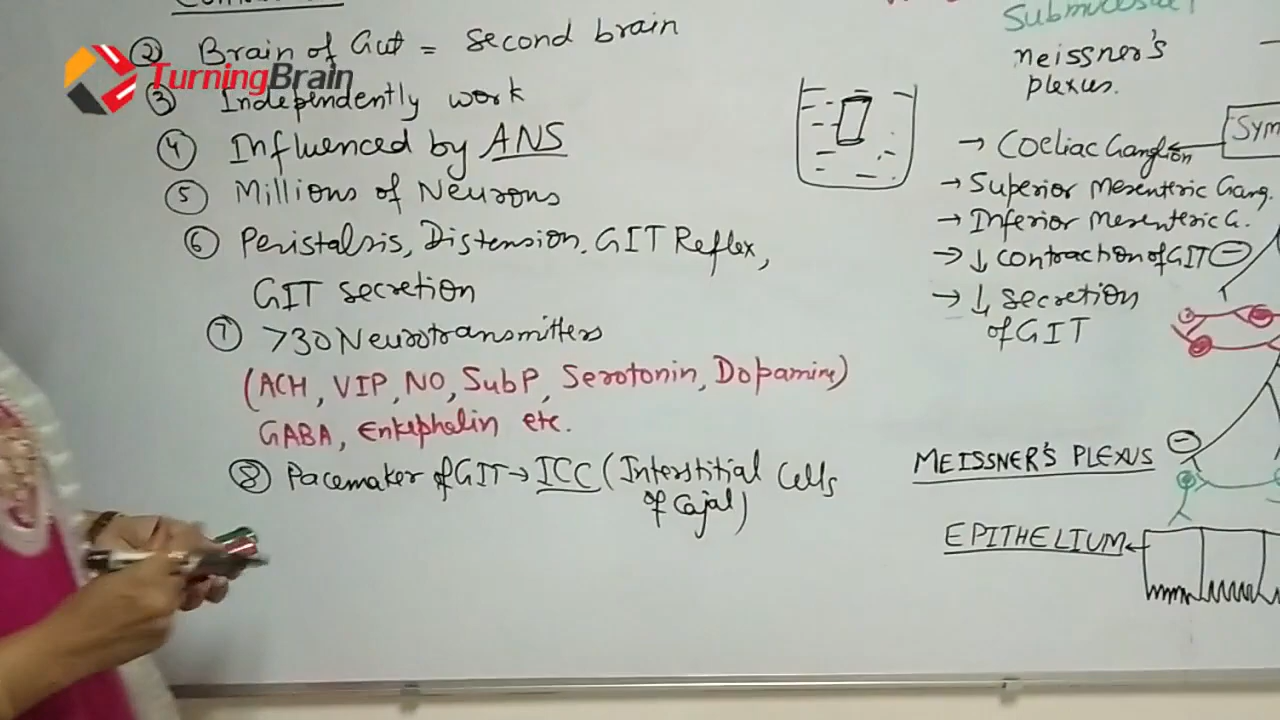 ② Brain of Gut = Second brain
TurningBrain
③ Independently work
④ Influenced by ANS
⑤ Millions of Neurons
⑥ Peristalsis, Distension, GIT Reflex,
GIT secretion
⑦ >30 Neurotransmitters
(ACH, VIP, NO, Sub P, Serotonin, Dopamine)
GABA, Enkephalin etc.
⑧ Pacemaker of GIT → ICC (Interstitial Cells
of Cajal)
Submucosal
meissner's
plexus.
Sym
→ Coeliac Ganglion
→ Superior Mesenteric Gang.
→ Inferior Mesenteric G.
→ ↓ contraction of GIT ⊖
→ ↓ secretion
of GIT
MEISSNER'S PLEXUS
EPITHELIUM